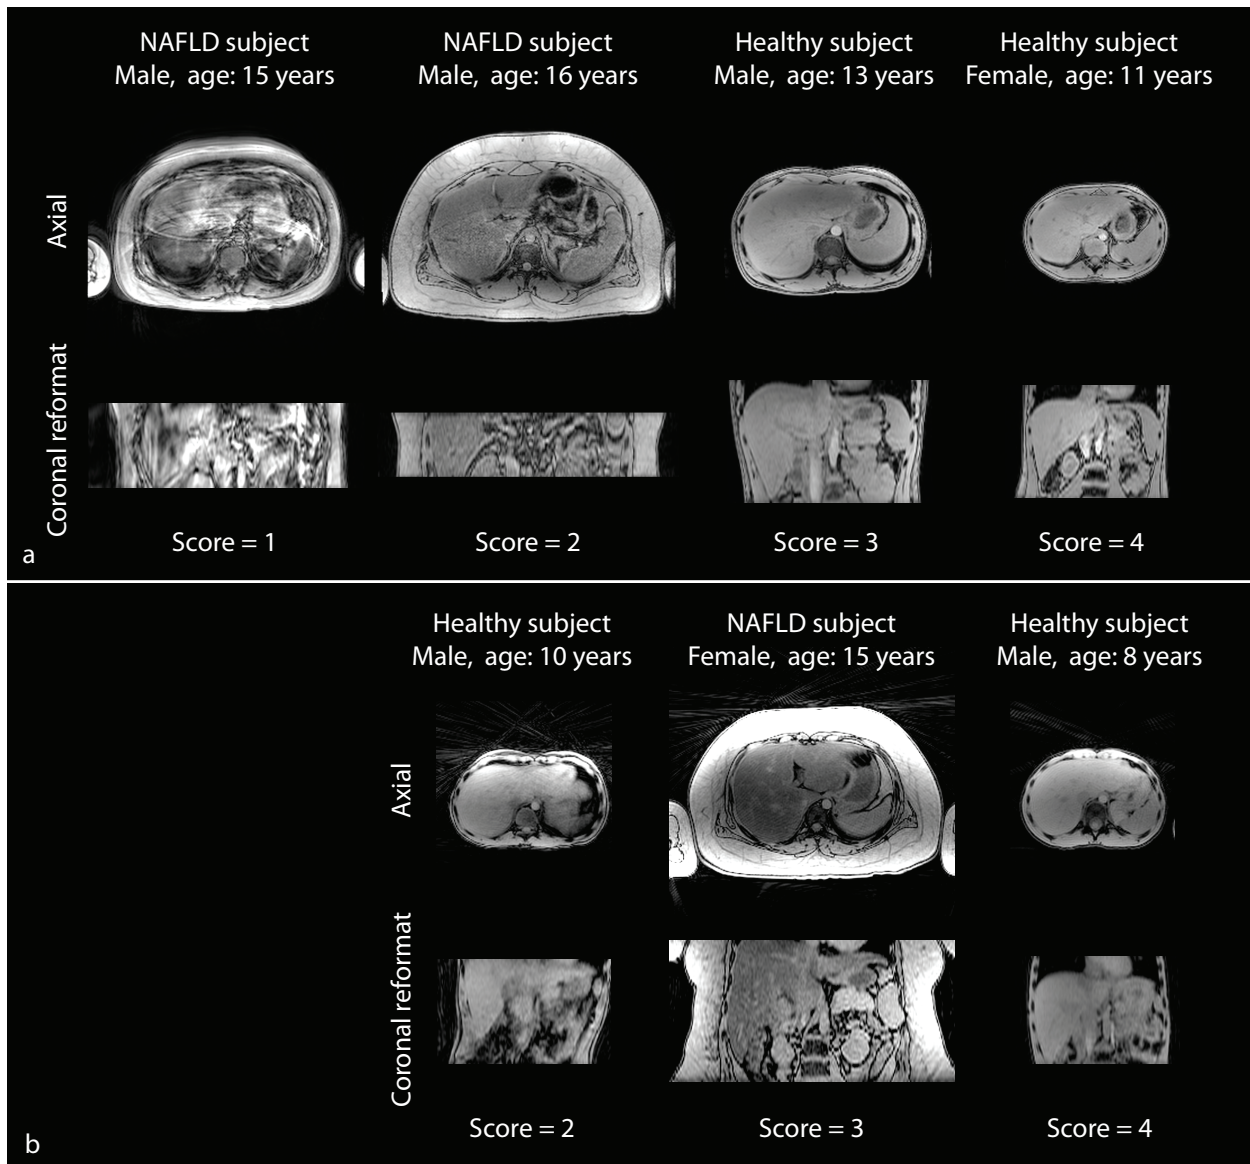 NAFLD subject
Male, age: 15 years
NAFLD subject
Male, age: 16 years
Healthy subject
Male, age: 13 years
Healthy subject
Female, age: 11 years
Axial
Coronal reformat
Score = 1
Score = 2
Score = 3
Score = 4
a
Healthy subject
Male, age: 10 years
NAFLD subject
Female, age: 15 years
Healthy subject
Male, age: 8 years
Axial
Coronal reformat
Score = 2
Score = 3
Score = 4
b